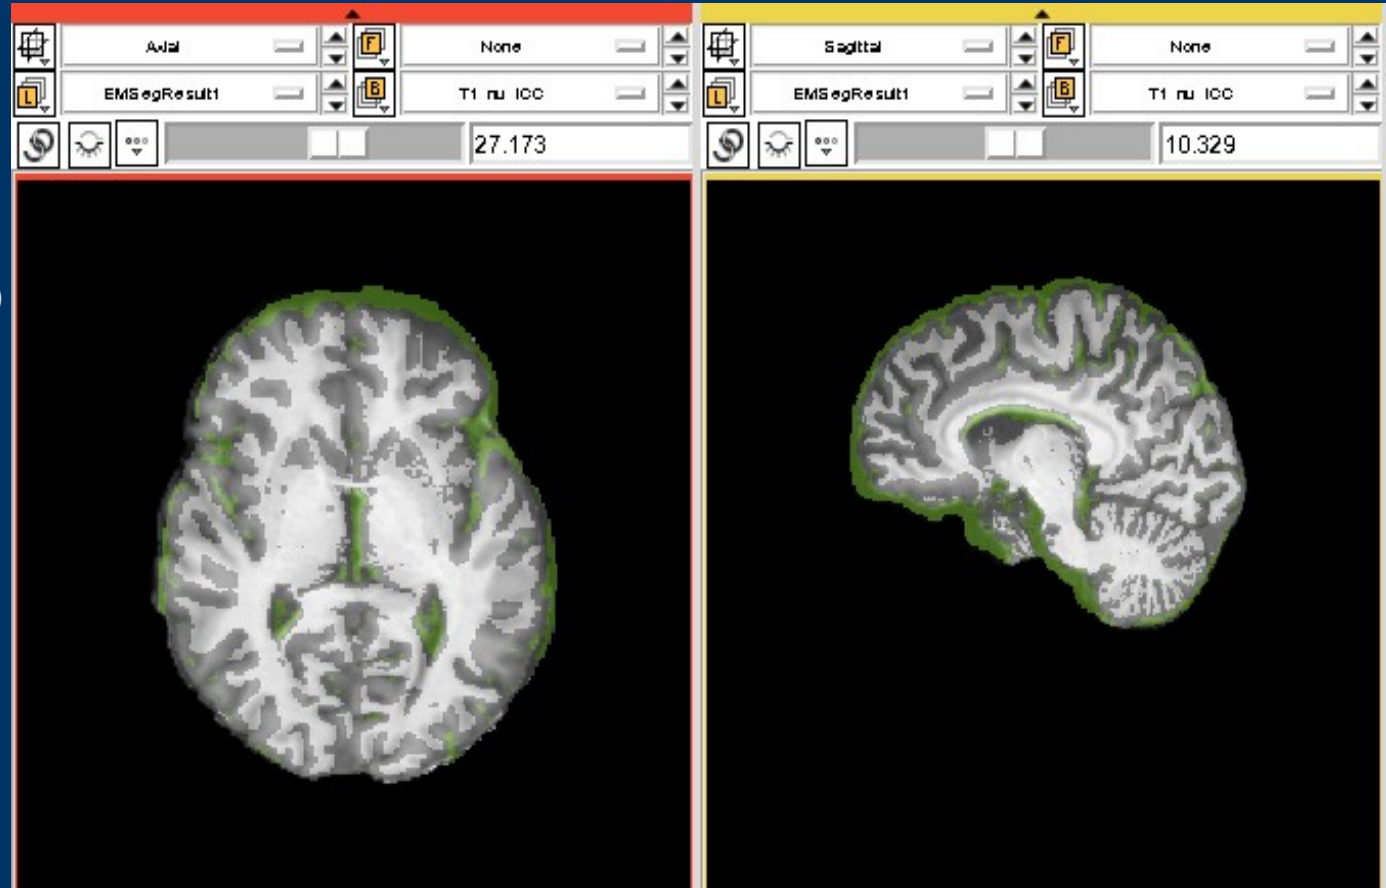 Axial
F
None
L
EMSegResult1
B
T1 nu ICC
27.173
Sagittal
F
None
L
EMSegResult1
B
T1 nu ICC
10.329